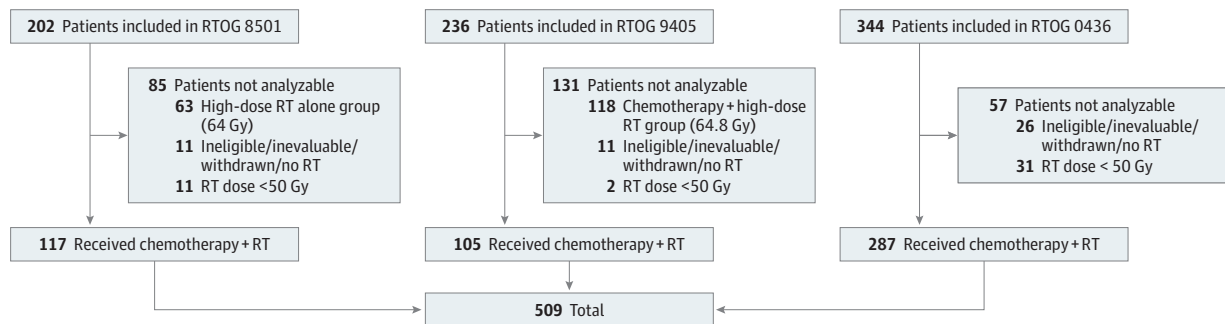 202 Patients included in RTOG 8501
85 Patients not analyzable
63 High-dose RT alone group
(64 Gy)
11 Ineligible/inevaluable/
withdrawn/no RT
11 RT dose <50 Gy
117 Received chemotherapy + RT
236 Patients included in RTOG 9405
131 Patients not analyzable
118 Chemotherapy + high-dose
RT group (64.8 Gy)
11 Ineligible/inevaluable/
withdrawn/no RT
2 RT dose <50 Gy
105 Received chemotherapy + RT
344 Patients included in RTOG 0436
57 Patients not analyzable
26 Ineligible/inevaluable/
withdrawn/no RT
31 RT dose < 50 Gy
287 Received chemotherapy + RT
509 Total